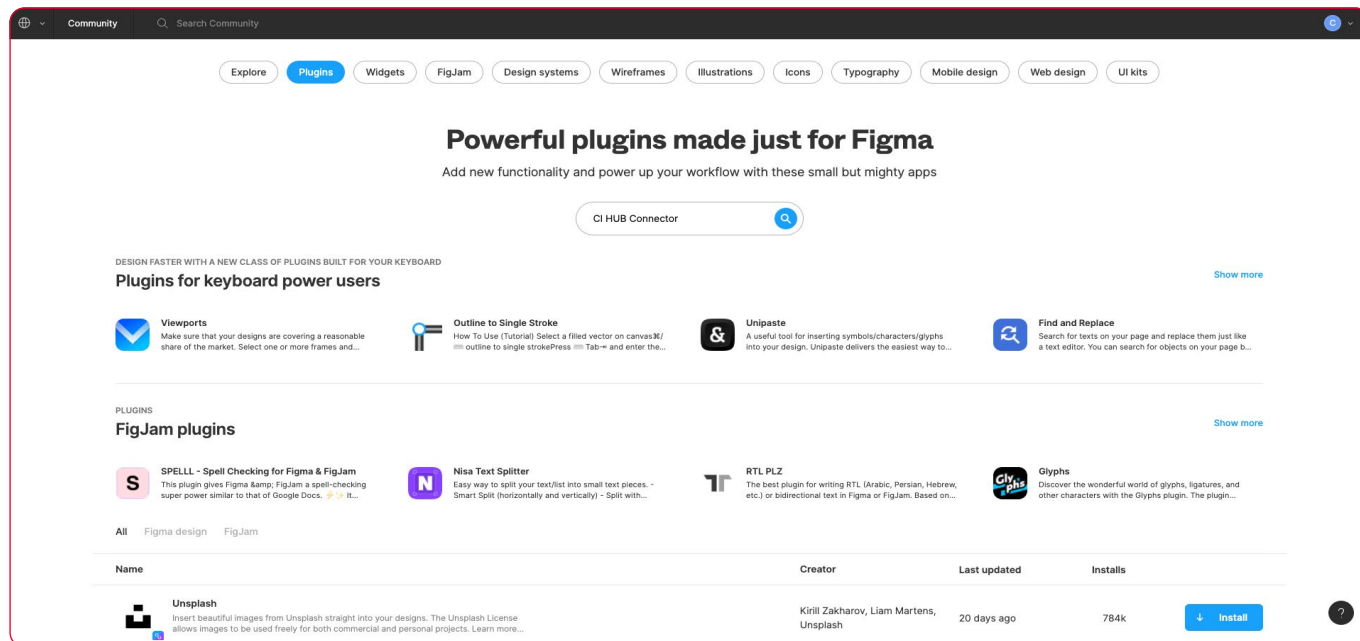 Community
Search Community
C
Explore
Plugins
Widgets
FigJam
Design systems
Wireframes
Illustrations
Icons
Typography
Mobile design
Web design
UI kits
Powerful plugins made just for Figma
Add new functionality and power up your workflow with these small but mighty apps
CI HUB Connector
DESIGN FASTER WITH A NEW CLASS OF PLUGINS BUILT FOR YOUR KEYBOARD
Plugins for keyboard power users
Show more
Viewports
Make sure that your designs are covering a reasonable
share of the market. Select one or more frames and...
Outline to Single Stroke
How To Use (Tutorial) Select a filled vector on canvas⌘/
⌨️ outline to single strokePress ⌨️ Tab⇥ and enter the...
&
Unipaste
A useful tool for inserting symbols/characters/glyphs
into your design. Unipaste delivers the easiest way to...
Find and Replace
Search for texts on your page and replace them just like
a text editor. You can search for objects on your page b...
PLUGINS
FigJam plugins
Show more
S
SPELLL - Spell Checking for Figma & FigJam
This plugin gives Figma &amp; FigJam a spell-checking
super power similar to that of Google Docs. ⚡✨ It...
N
Nisa Text Splitter
Easy way to split your text/list into small text pieces. -
Smart Split (horizontally and vertically) - Split with...
RTL PLZ
The best plugin for writing RTL (Arabic, Persian, Hebrew,
etc.) or bidirectional text in Figma or FigJam. Based on...
Glyphs
Glyphs
Discover the wonderful world of glyphs, ligatures, and
other characters with the Glyphs plugin. The plugin...
All
Figma design
FigJam
Name
Creator
Last updated
Installs
Unsplash
Insert beautiful images from Unsplash straight into your designs. The Unsplash License
allows images to be used freely for both commercial and personal projects. Learn more...
Kirill Zakharov, Liam Martens,
Unsplash
20 days ago
784k
↓ Install
?